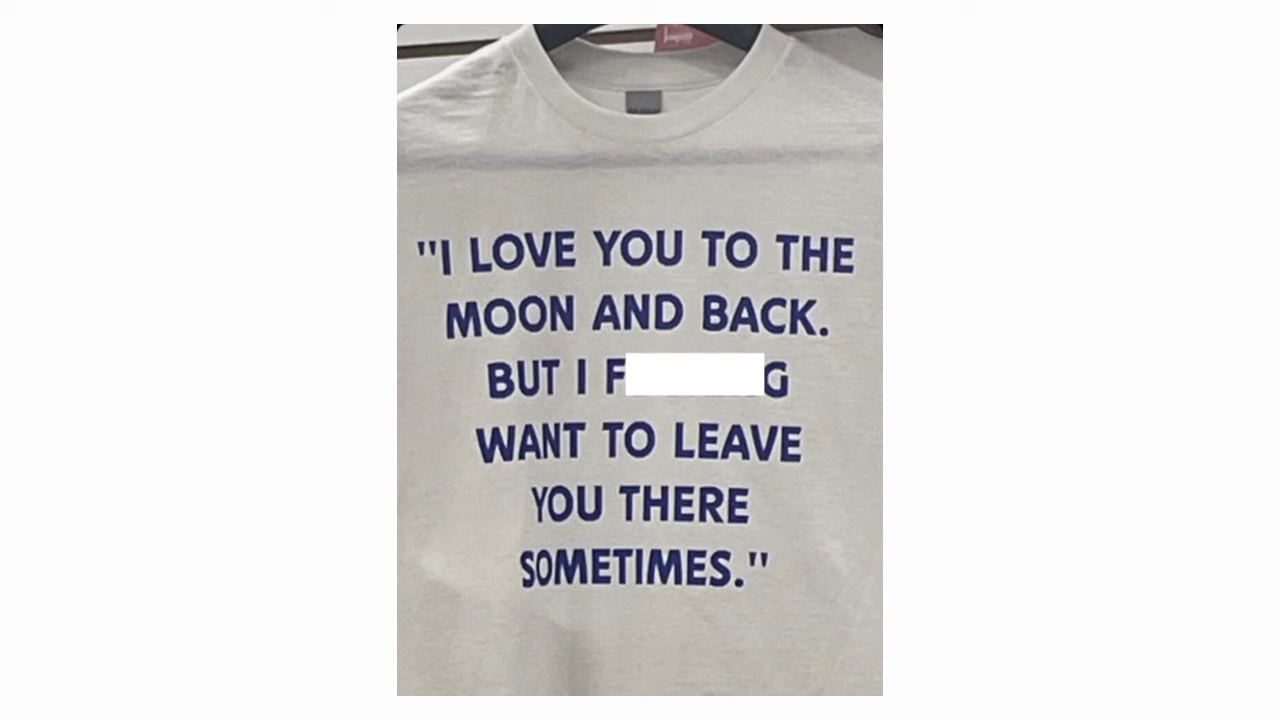 "I LOVE YOU TO THE
MOON AND BACK.
BUT I F G
WANT TO LEAVE
YOU THERE
SOMETIMES."